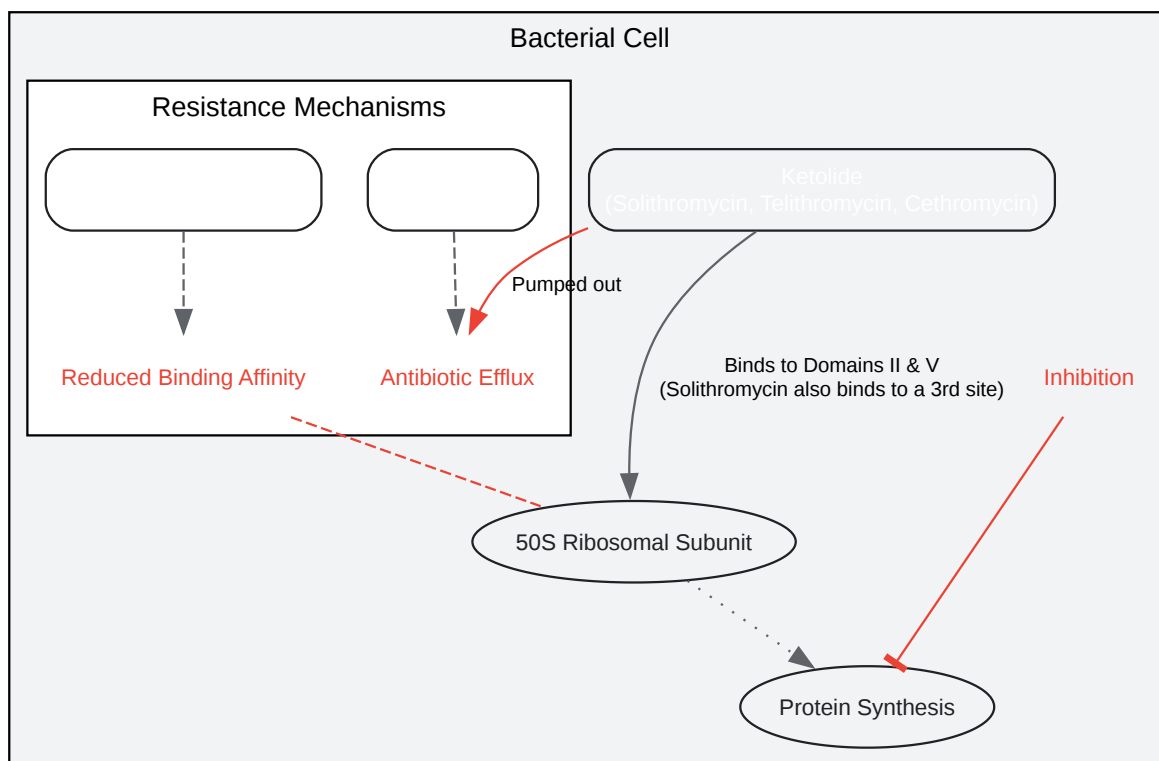 Bacterial Cell
Resistance Mechanisms
Ketolide
(Solithromycin, Telithromycin, Cethromycin)
Pumped out
Reduced Binding Affinity
Antibiotic Efflux
Binds to Domains II & V
(Solithromycin also binds to a 3rd site)
Inhibition
50S Ribosomal Subunit
Protein Synthesis